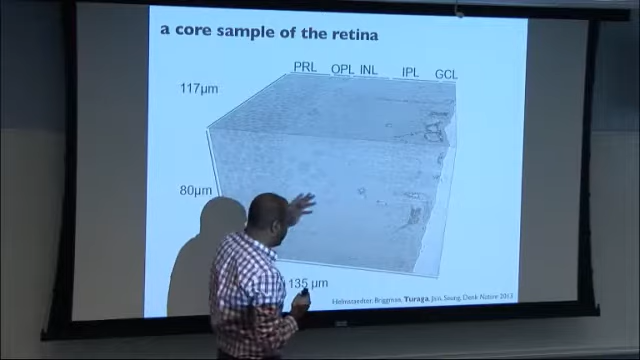 a core sample of the retina
PRL OPL INL IPL GCL
117µm
80µm
135 µm
Helmstaedter, Briggman, Turaga, Jain, Seung, Denk Nature 2013